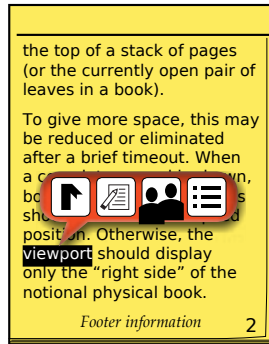 the top of a stack of pages
(or the currently open pair of
leaves in a book).
To give more space, this may
be reduced or eliminated
after a brief timeout. When
a
position. Otherwise, the
viewport should display
only the “right side” of the
notional physical book.
Footer information 2